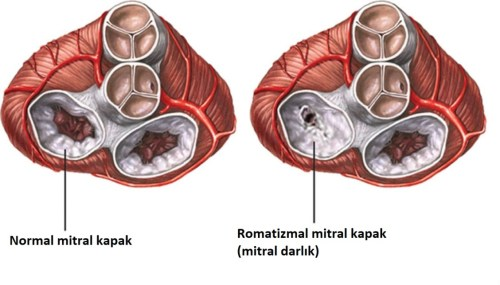 Normal mitral kapak
Romatizmal mitral kapak
(mitral darlık)